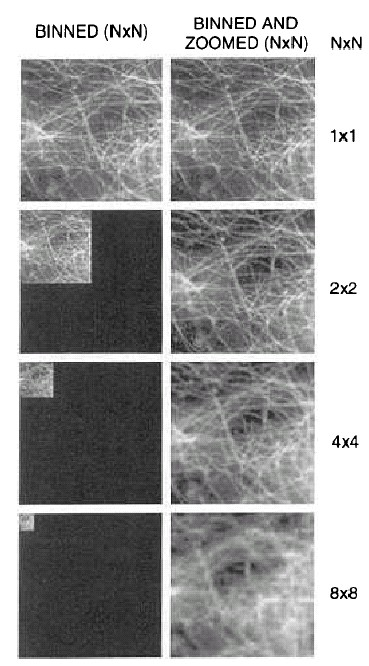 BINNED (NxN)
BINNED AND
ZOOMED (NxN)
NxN
1x1
2x2
4x4
8x8